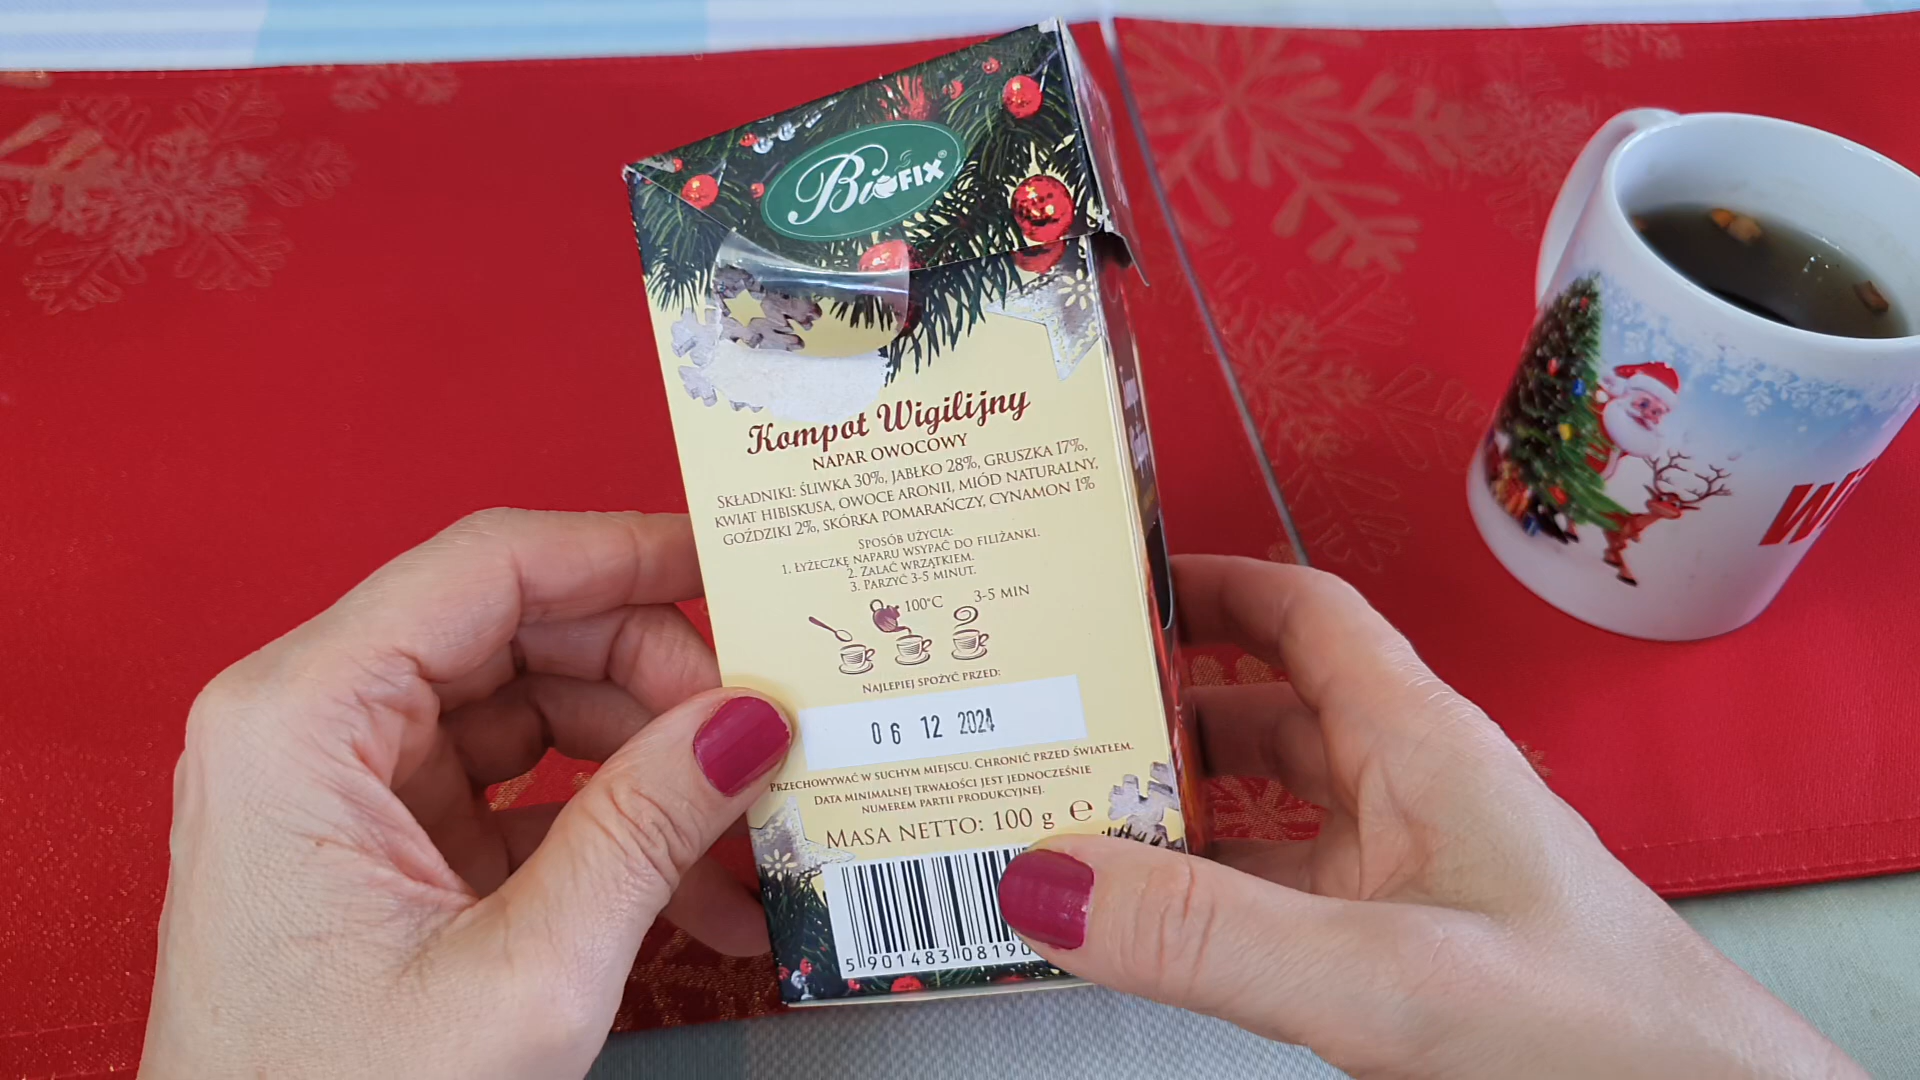 BiOFIX®
Kompot Wigilijny
NAPAR OWOCOWY
SKŁADNIKI: ŚLIWKA 30%, JABŁKO 28%, GRUSZKA 17%,
KWIAT HIBISKUSA, OWOCE ARONII, MIÓD NATURALNY,
GOŹDZIKI 2%, SKÓRKA POMARAŃCZY, CYNAMON 1%
SPOSÓB UŻYCIA:
1. ŁYŻECZKĘ NAPARU WSYPAĆ DO FILIŻANKI.
2. ZALAĆ WRZĄTKIEM.
3. PARZYĆ 3-5 MINUT.
100°C 3-5 MIN
NAJLEPIEJ SPOŻYĆ PRZED:
06 12 2024
PRZECHOWYWAĆ W SUCHYM MIEJSCU. CHRONIĆ PRZED ŚWIATŁEM.
DATA MINIMALNEJ TRWAŁOŚCI JEST JEDNOCZEŚNIE
NUMEREM PARTII PRODUKCYJNEJ.
MASA NETTO: 100 g ℮
5 901483 08190